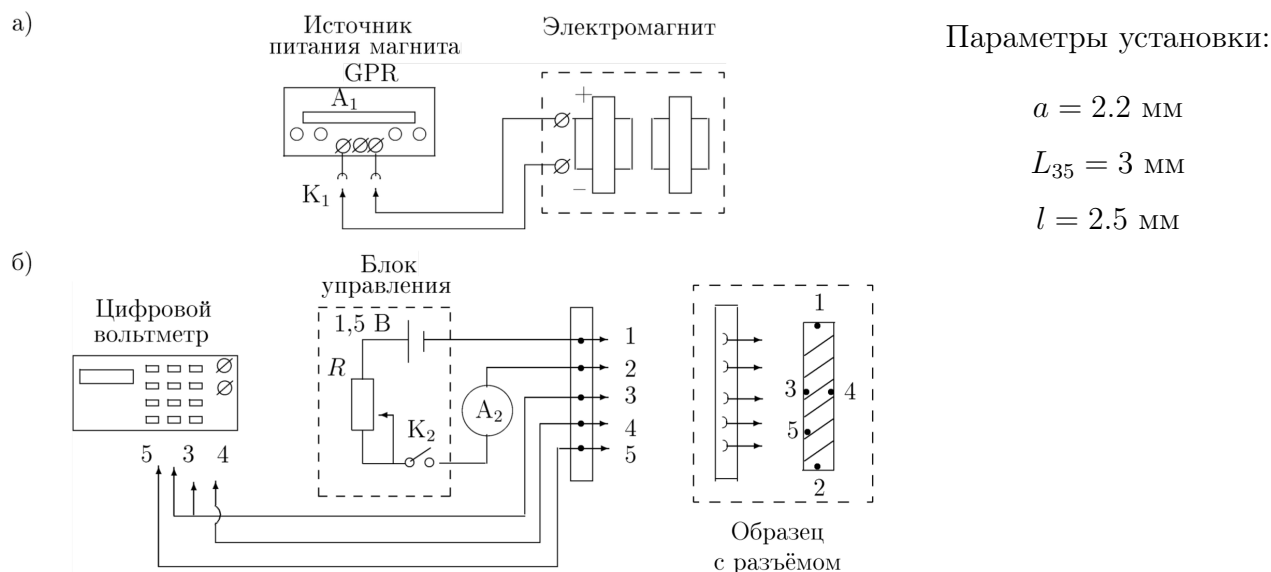 а)
Источник
питания магнита
GPR
A₁
K₁
Электромагнит
+
−
Параметры установки:
a = 2.2 мм
L₃₅ = 3 мм
l = 2.5 мм
б)
Цифровой
вольтметр
5 3 4
Блок
управления
1,5 В
R
K₂
A₂
1
2
3
4
5
1
3 4
5
2
Образец
с разъёмом